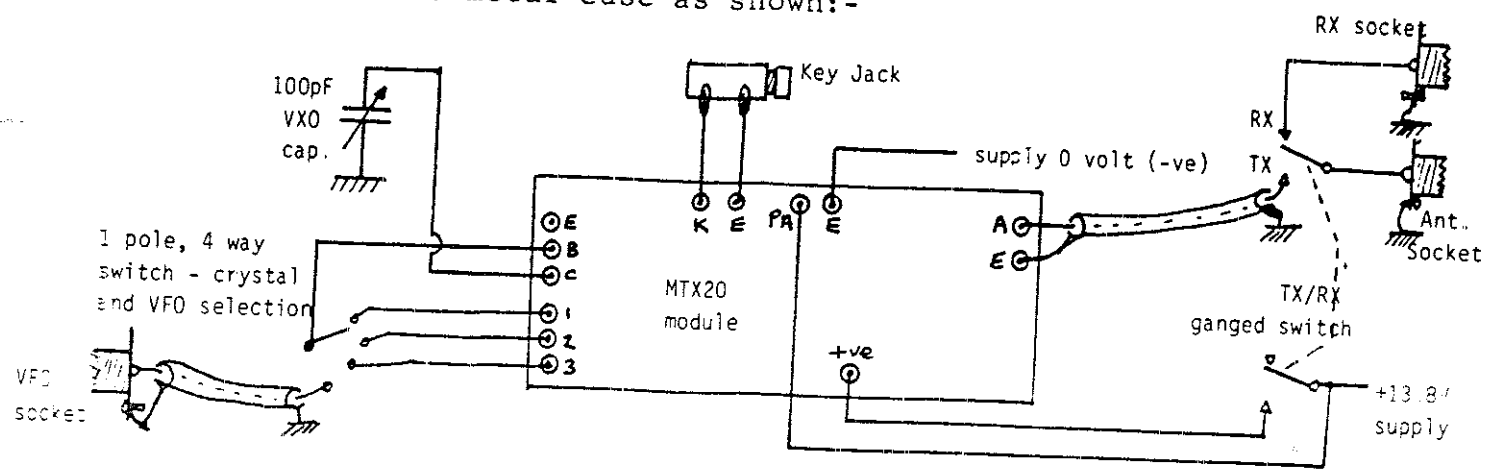 metal case as shown:-
RX socket
100pF
VXO
cap.
Key Jack
RX
TX
supply 0 volt (-ve)
K E PA E
E
B
C
1
2
3
A
E
1 pole, 4 way
switch - crystal
and VFO selection
MTX20
module
Ant.
Socket
TX/RX
ganged switch
+ve
VFO
socket
+13.8v
supply